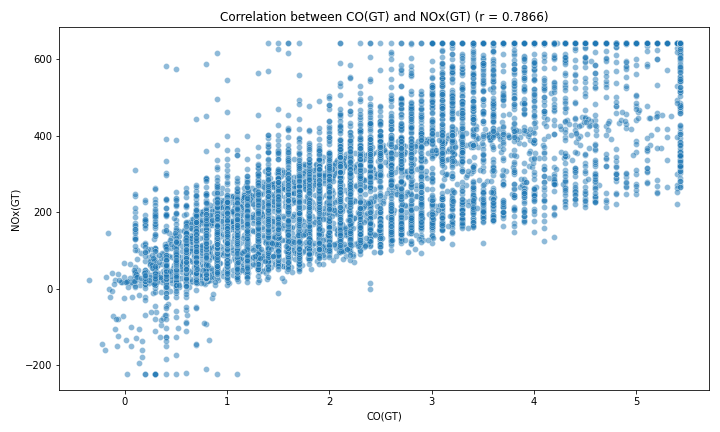 Correlation between CO(GT) and NOx(GT) (r = 0.7866)
NOx(GT)
600
400
200
0
−200
0 1 2 3 4 5
CO(GT)